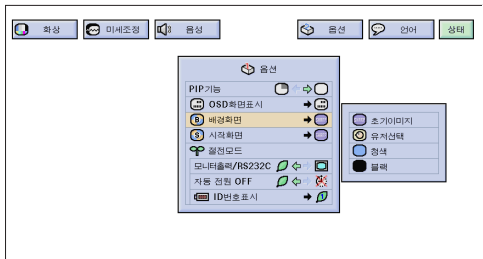 화상 미세조정 음성 옵션 언어 상태
옵션
PIP기능
OSD화면표시
B 배경화면
S 시작화면
절전모드
모니터출력/RS232C
자동 전원 OFF
ID번호표시
초기이미지
유저선택
청색
블랙